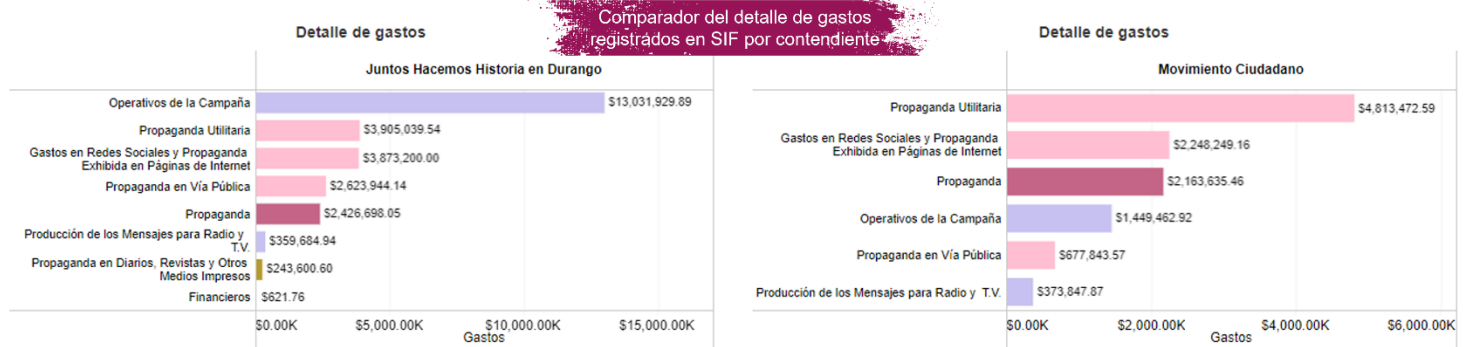 Comparador del detalle de gastos
registrados en SIF por contendiente
Detalle de gastos
Juntos Hacemos Historia en Durango
Operativos de la Campaña $13,031,929.89
Propaganda Utilitaria $3,905,039.54
Gastos en Redes Sociales y Propaganda
Exhibida en Páginas de Internet $3,873,200.00
Propaganda en Vía Pública $2,623,944.14
Propaganda $2,426,698.05
Producción de los Mensajes para Radio y
T.V. $359,684.94
Propaganda en Diarios, Revistas y Otros
Medios Impresos $243,600.60
Financieros $621.76
$0.00K $5,000.00K $10,000.00K $15,000.00K
Gastos
Detalle de gastos
Movimiento Ciudadano
Propaganda Utilitaria $4,813,472.59
Gastos en Redes Sociales y Propaganda
Exhibida en Páginas de Internet $2,248,249.16
Propaganda $2,163,635.46
Operativos de la Campaña $1,449,462.92
Propaganda en Vía Pública $677,843.57
Producción de los Mensajes para Radio y T.V. $373,847.87
$0.00K $2,000.00K $4,000.00K $6,000.00K
Gastos